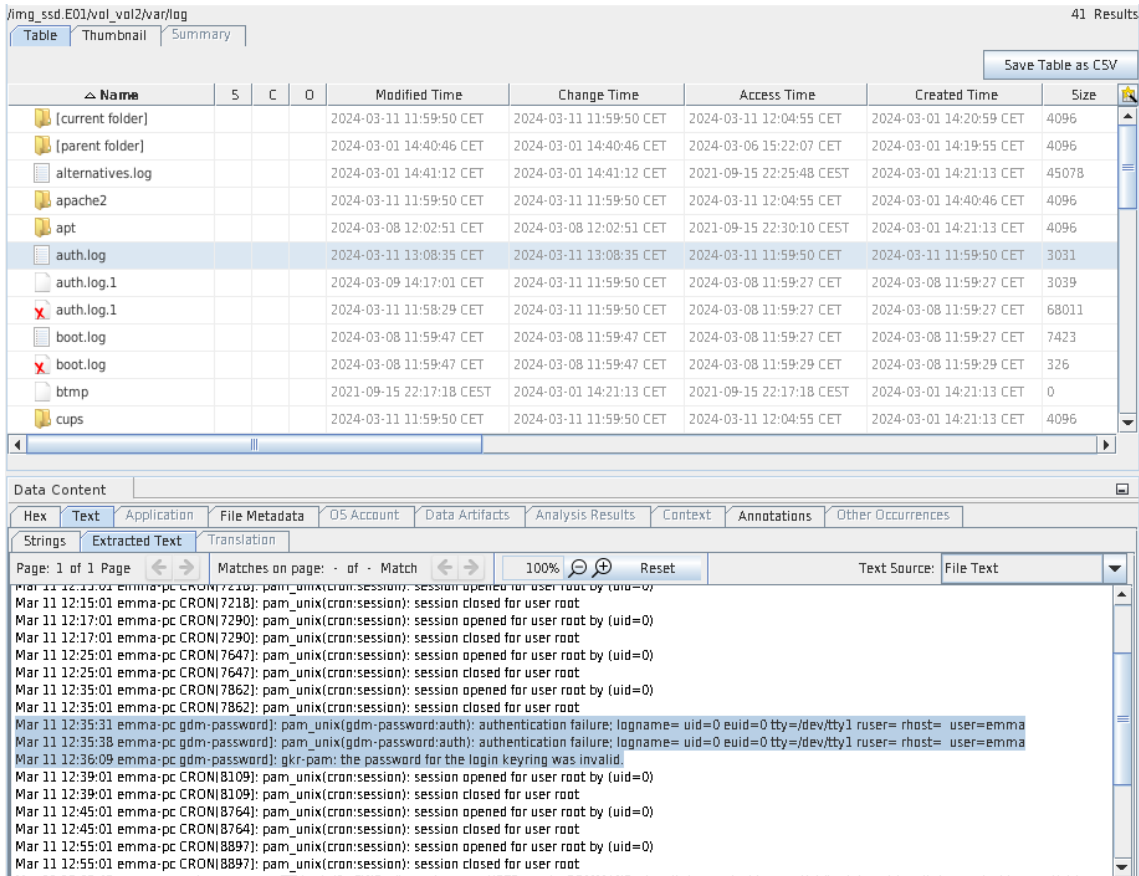 /img_ssd.E01/vol_vol2/var/log 41 Results
Table Thumbnail Summary
Save Table as CSV
Name S C O Modified Time Change Time Access Time Created Time Size
[current folder] 2024-03-11 11:59:50 CET 2024-03-11 11:59:50 CET 2024-03-11 12:04:55 CET 2024-03-01 14:20:59 CET 4096
[parent folder] 2024-03-01 14:40:46 CET 2024-03-01 14:40:46 CET 2024-03-06 15:22:07 CET 2024-03-01 14:19:55 CET 4096
alternatives.log 2024-03-01 14:41:12 CET 2024-03-01 14:41:12 CET 2021-09-15 22:25:48 CEST 2024-03-01 14:21:13 CET 45078
apache2 2024-03-11 11:59:50 CET 2024-03-11 11:59:50 CET 2024-03-11 12:04:55 CET 2024-03-01 14:40:46 CET 4096
apt 2024-03-08 12:02:51 CET 2024-03-08 12:02:51 CET 2021-09-15 22:30:10 CEST 2024-03-01 14:21:13 CET 4096
auth.log 2024-03-11 13:08:35 CET 2024-03-11 13:08:35 CET 2024-03-11 11:59:50 CET 2024-03-11 11:59:50 CET 3031
auth.log.1 2024-03-09 14:17:01 CET 2024-03-11 11:59:50 CET 2024-03-08 11:59:27 CET 2024-03-08 11:59:27 CET 3039
auth.log.1 2024-03-11 11:58:29 CET 2024-03-11 11:59:50 CET 2024-03-08 11:59:27 CET 2024-03-08 11:59:27 CET 68011
boot.log 2024-03-08 11:59:47 CET 2024-03-08 11:59:47 CET 2024-03-08 11:59:27 CET 2024-03-08 11:59:27 CET 7423
boot.log 2024-03-08 11:59:47 CET 2024-03-08 11:59:47 CET 2024-03-08 11:59:29 CET 2024-03-08 11:59:29 CET 326
btmp 2021-09-15 22:17:18 CEST 2024-03-01 14:21:13 CET 2021-09-15 22:17:18 CEST 2024-03-01 14:21:13 CET 0
cups 2024-03-11 11:59:50 CET 2024-03-11 11:59:50 CET 2024-03-11 12:04:55 CET 2024-03-01 14:21:13 CET 4096
Data Content
Hex Text Application File Metadata OS Account Data Artifacts Analysis Results Context Annotations Other Occurrences
Strings Extracted Text Translation
Page: 1 of 1 Page Matches on page: - of - Match 100% Reset Text Source: File Text
Mar 11 12:15:01 emma-pc CRON[7218]: pam_unix(cron:session): session opened for user root by (uid=0)
Mar 11 12:15:01 emma-pc CRON[7218]: pam_unix(cron:session): session closed for user root
Mar 11 12:17:01 emma-pc CRON[7290]: pam_unix(cron:session): session opened for user root by (uid=0)
Mar 11 12:17:01 emma-pc CRON[7290]: pam_unix(cron:session): session closed for user root
Mar 11 12:25:01 emma-pc CRON[7647]: pam_unix(cron:session): session opened for user root by (uid=0)
Mar 11 12:25:01 emma-pc CRON[7647]: pam_unix(cron:session): session closed for user root
Mar 11 12:35:01 emma-pc CRON[7862]: pam_unix(cron:session): session opened for user root by (uid=0)
Mar 11 12:35:01 emma-pc CRON[7862]: pam_unix(cron:session): session closed for user root
Mar 11 12:35:31 emma-pc gdm-password]: pam_unix(gdm-password:auth): authentication failure; logname= uid=0 euid=0 tty=/dev/tty1 ruser= rhost=  user=emma
Mar 11 12:35:38 emma-pc gdm-password]: pam_unix(gdm-password:auth): authentication failure; logname= uid=0 euid=0 tty=/dev/tty1 ruser= rhost=  user=emma
Mar 11 12:36:09 emma-pc gdm-password]: gkr-pam: the password for the login keyring was invalid.
Mar 11 12:39:01 emma-pc CRON[8109]: pam_unix(cron:session): session opened for user root by (uid=0)
Mar 11 12:39:01 emma-pc CRON[8109]: pam_unix(cron:session): session closed for user root
Mar 11 12:45:01 emma-pc CRON[8764]: pam_unix(cron:session): session opened for user root by (uid=0)
Mar 11 12:45:01 emma-pc CRON[8764]: pam_unix(cron:session): session closed for user root
Mar 11 12:55:01 emma-pc CRON[8897]: pam_unix(cron:session): session opened for user root by (uid=0)
Mar 11 12:55:01 emma-pc CRON[8897]: pam_unix(cron:session): session closed for user root